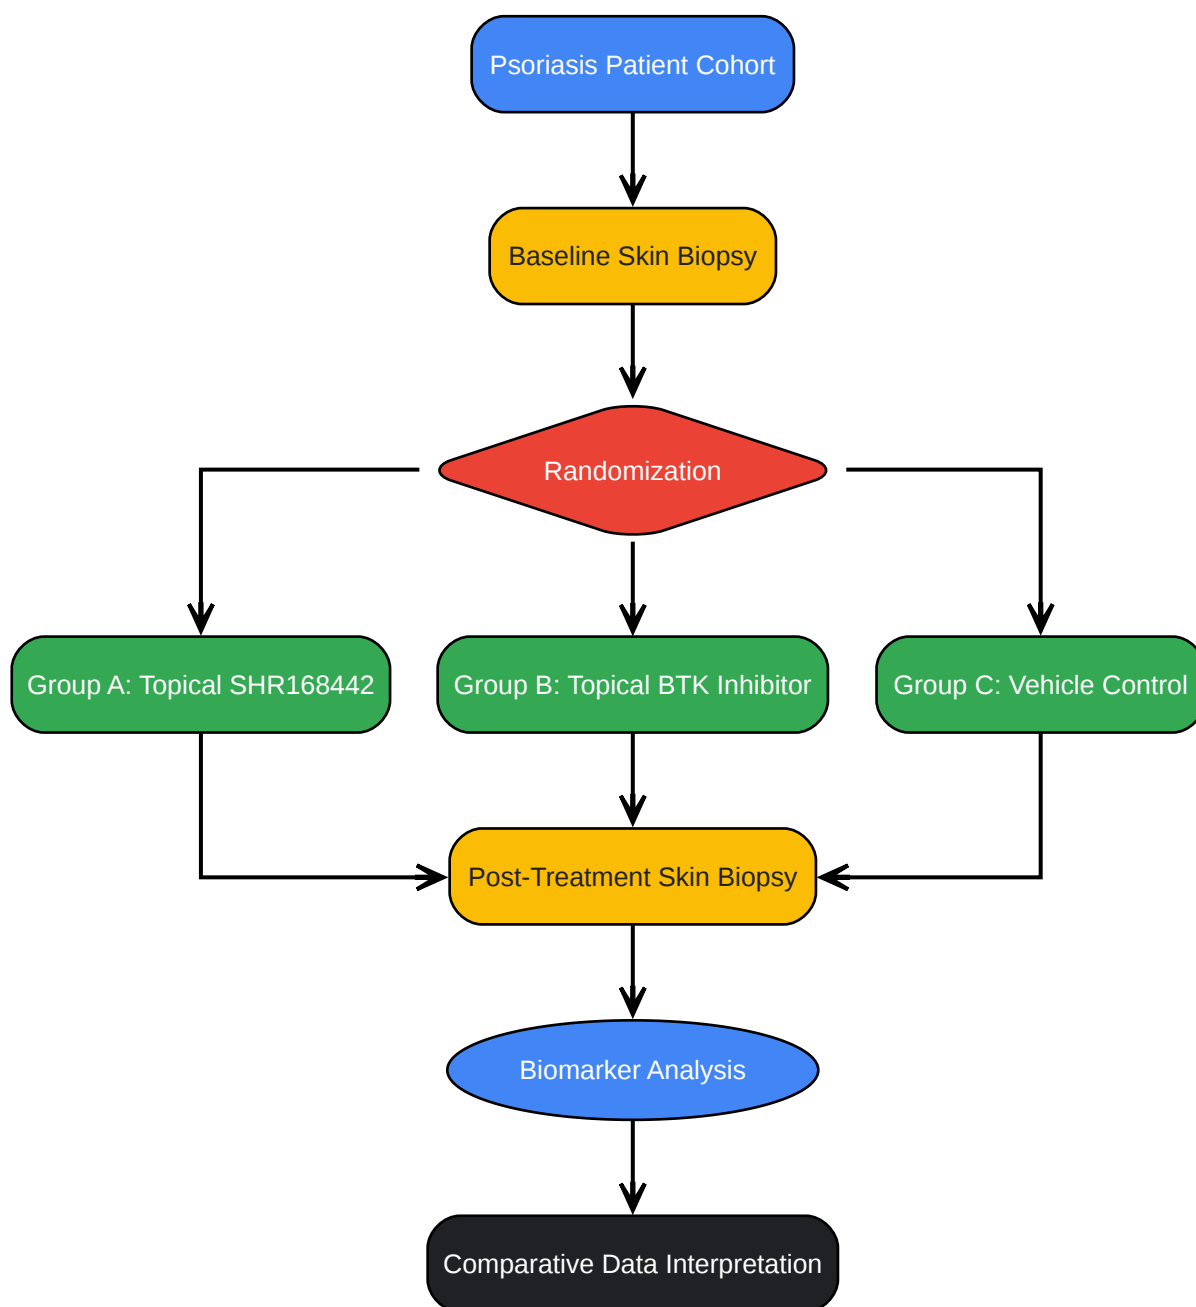 Psoriasis Patient Cohort
Baseline Skin Biopsy
Randomization
Group A: Topical SHR168442
Group B: Topical BTK Inhibitor
Group C: Vehicle Control
Post-Treatment Skin Biopsy
Biomarker Analysis
Comparative Data Interpretation